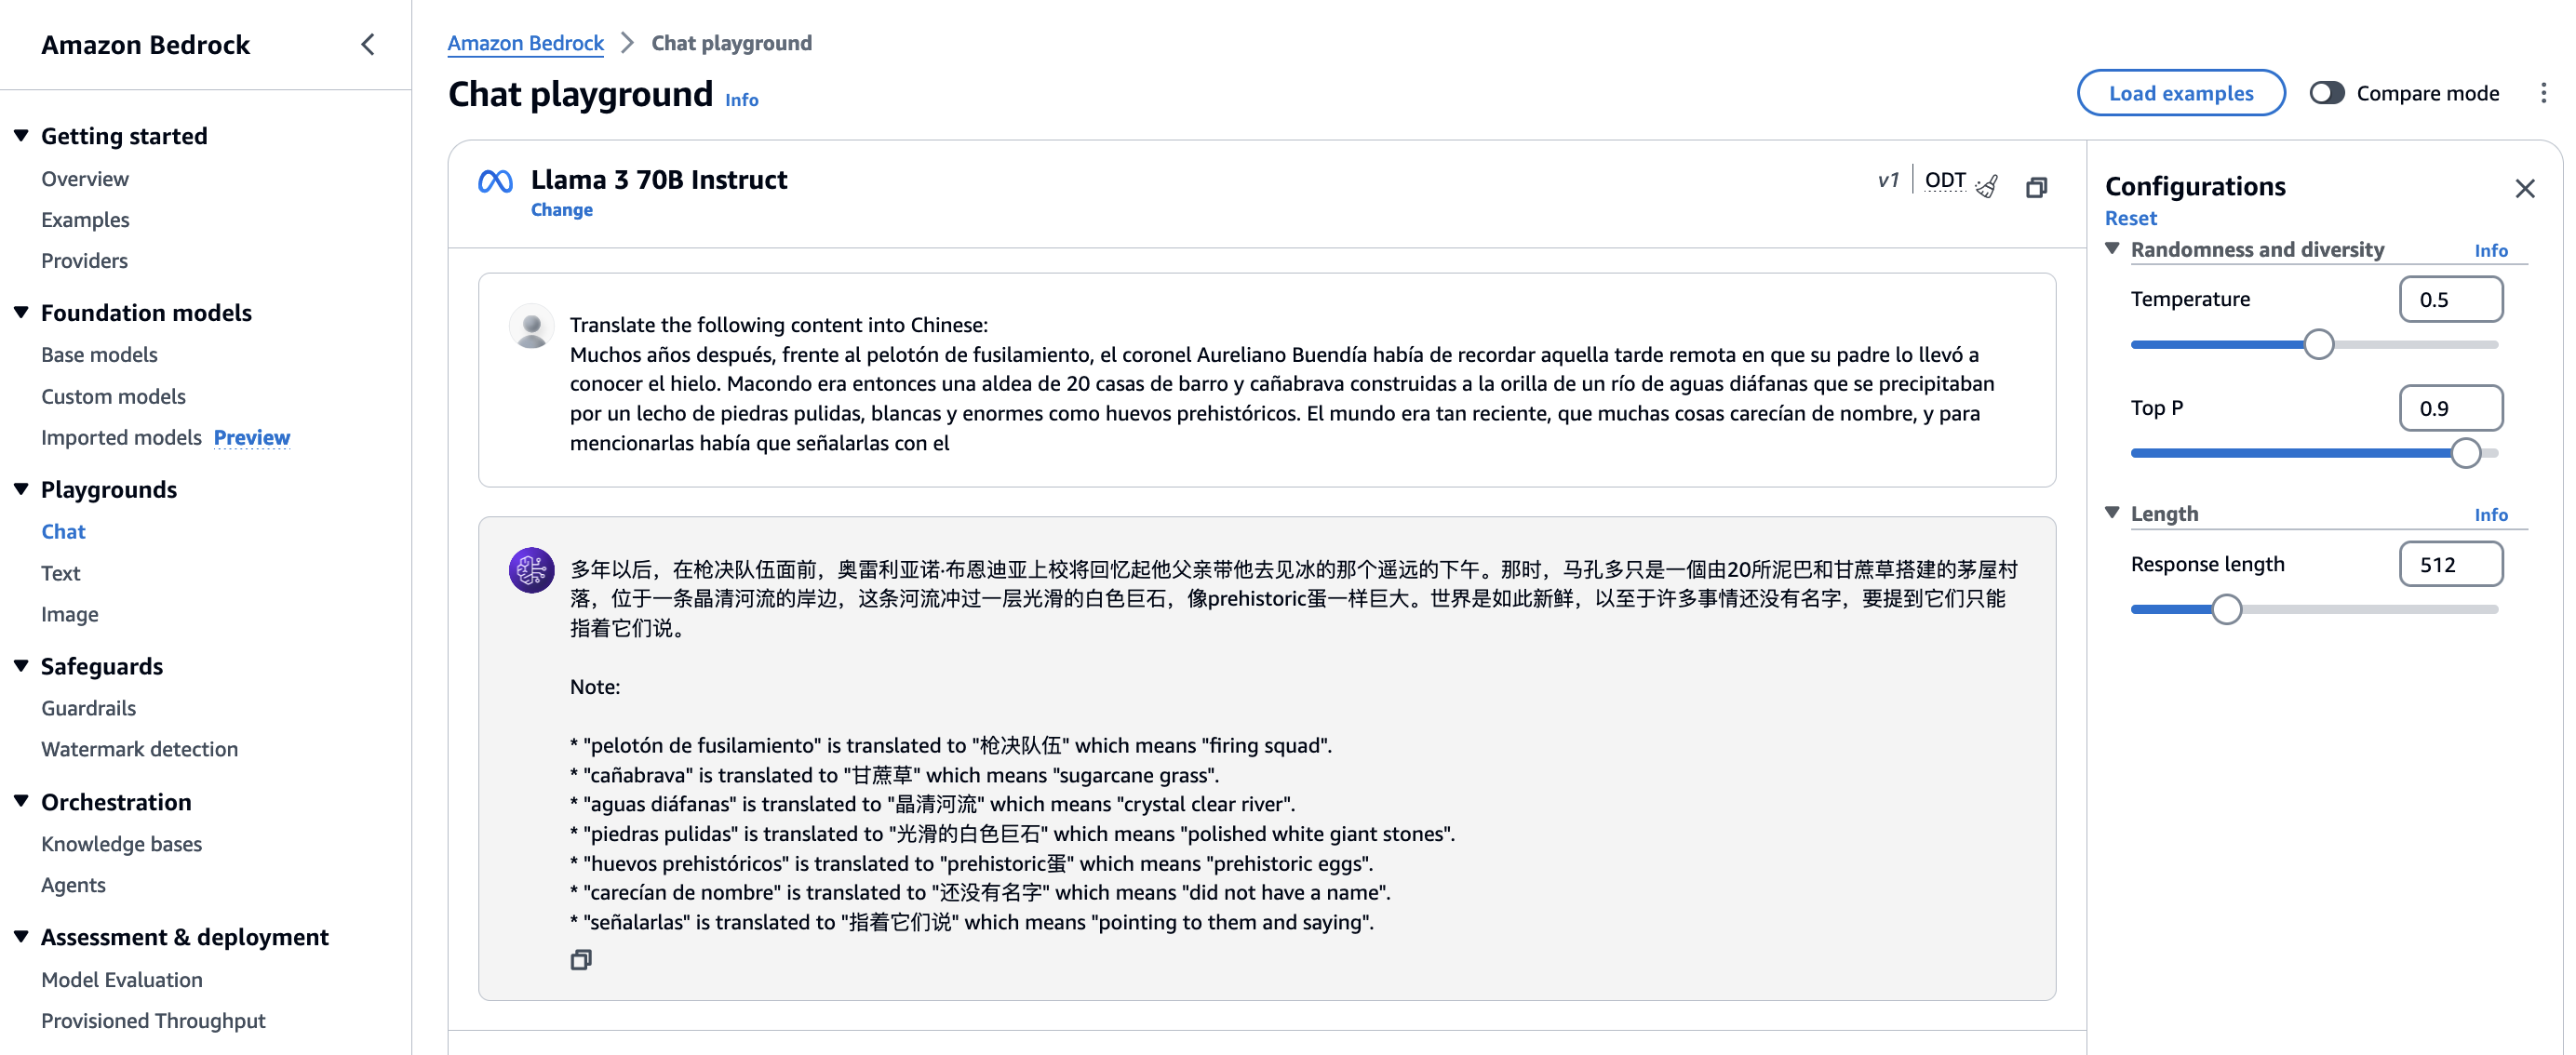 Amazon Bedrock
Getting started
Overview
Examples
Providers
Foundation models
Base models
Custom models
Imported models Preview
Playgrounds
Chat
Text
Image
Safeguards
Guardrails
Watermark detection
Orchestration
Knowledge bases
Agents
Assessment & deployment
Model Evaluation
Provisioned Throughput
Amazon Bedrock Chat playground
Chat playground Info
Load examples Compare mode
Llama 3 70B Instruct
Change
v1 ODT
Translate the following content into Chinese:
Muchos años después, frente al pelotón de fusilamiento, el coronel Aureliano Buendía había de recordar aquella tarde remota en que su padre lo llevó a
conocer el hielo. Macondo era entonces una aldea de 20 casas de barro y cañabrava construidas a la orilla de un río de aguas diáfanas que se precipitaban
por un lecho de piedras pulidas, blancas y enormes como huevos prehistóricos. El mundo era tan reciente, que muchas cosas carecían de nombre, y para
mencionarlas había que señalarlas con el
多年以后，在枪决队伍面前，奥雷利亚诺·布恩迪亚上校将回忆起他父亲带他去见冰的那个遥远的下午。那时，马孔多只是一個由20所泥巴和甘蔗草搭建的茅屋村
落，位于一条晶清河流的岸边，这条河流冲过一层光滑的白色巨石，像prehistoric蛋一样巨大。世界是如此新鲜，以至于许多事情还没有名字，要提到它们只能
指着它们说。
Note:
* "pelotón de fusilamiento" is translated to "枪决队伍" which means "firing squad".
* "cañabrava" is translated to "甘蔗草" which means "sugarcane grass".
* "aguas diáfanas" is translated to "晶清河流" which means "crystal clear river".
* "piedras pulidas" is translated to "光滑的白色巨石" which means "polished white giant stones".
* "huevos prehistóricos" is translated to "prehistoric蛋" which means "prehistoric eggs".
* "carecían de nombre" is translated to "还没有名字" which means "did not have a name".
* "señalarlas" is translated to "指着它们说" which means "pointing to them and saying".
Configurations
Reset
Randomness and diversity Info
Temperature 0.5
Top P 0.9
Length Info
Response length 512